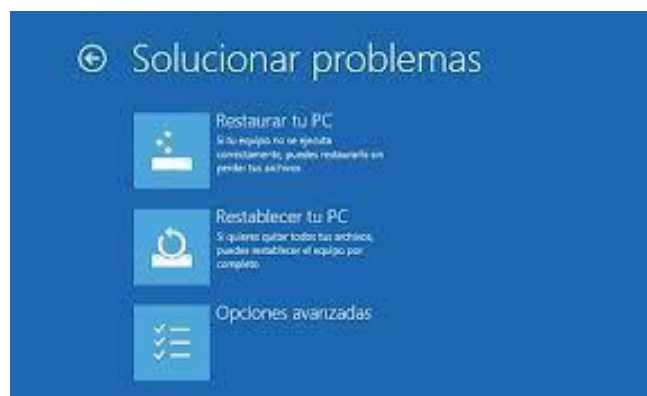 Solucionar problemas
Restaurar tu PC
Si tu equipo no se ejecuta
correctamente, puedes restaurarlo sin
perder tus archivos
Restablecer tu PC
Si quieres quitar todos tus archivos,
puedes restablecer el equipo por
completo
Opciones avanzadas